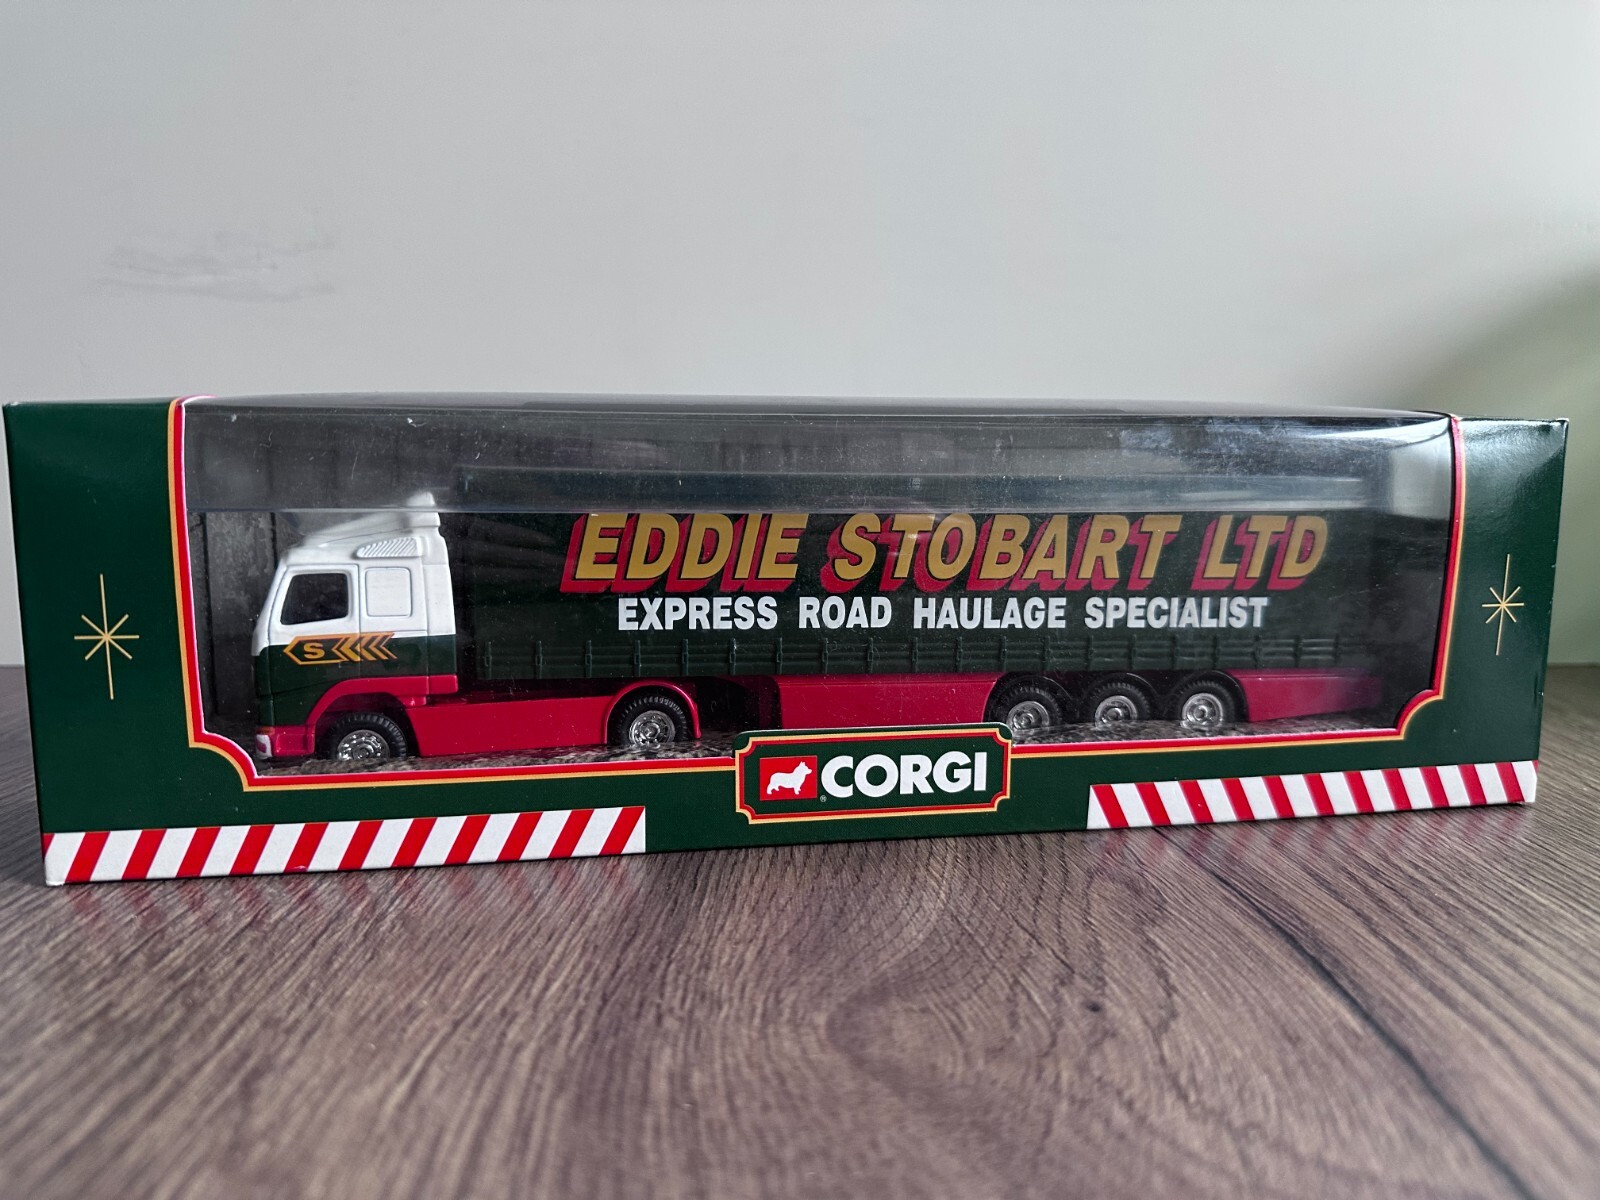 EDDIE STOBART LTD
EXPRESS ROAD HAULAGE SPECIALIST
S
® CORGI